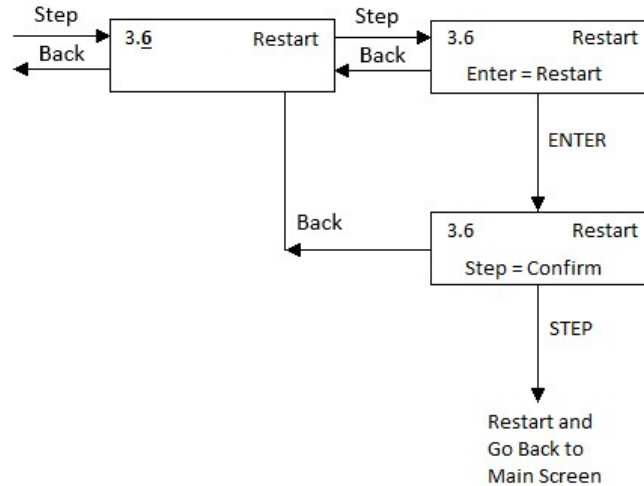 Step
Back
3.6 Restart
Step
Back
3.6 Restart
Enter = Restart
ENTER
Back
3.6 Restart
Step = Confirm
STEP
Restart and
Go Back to
Main Screen